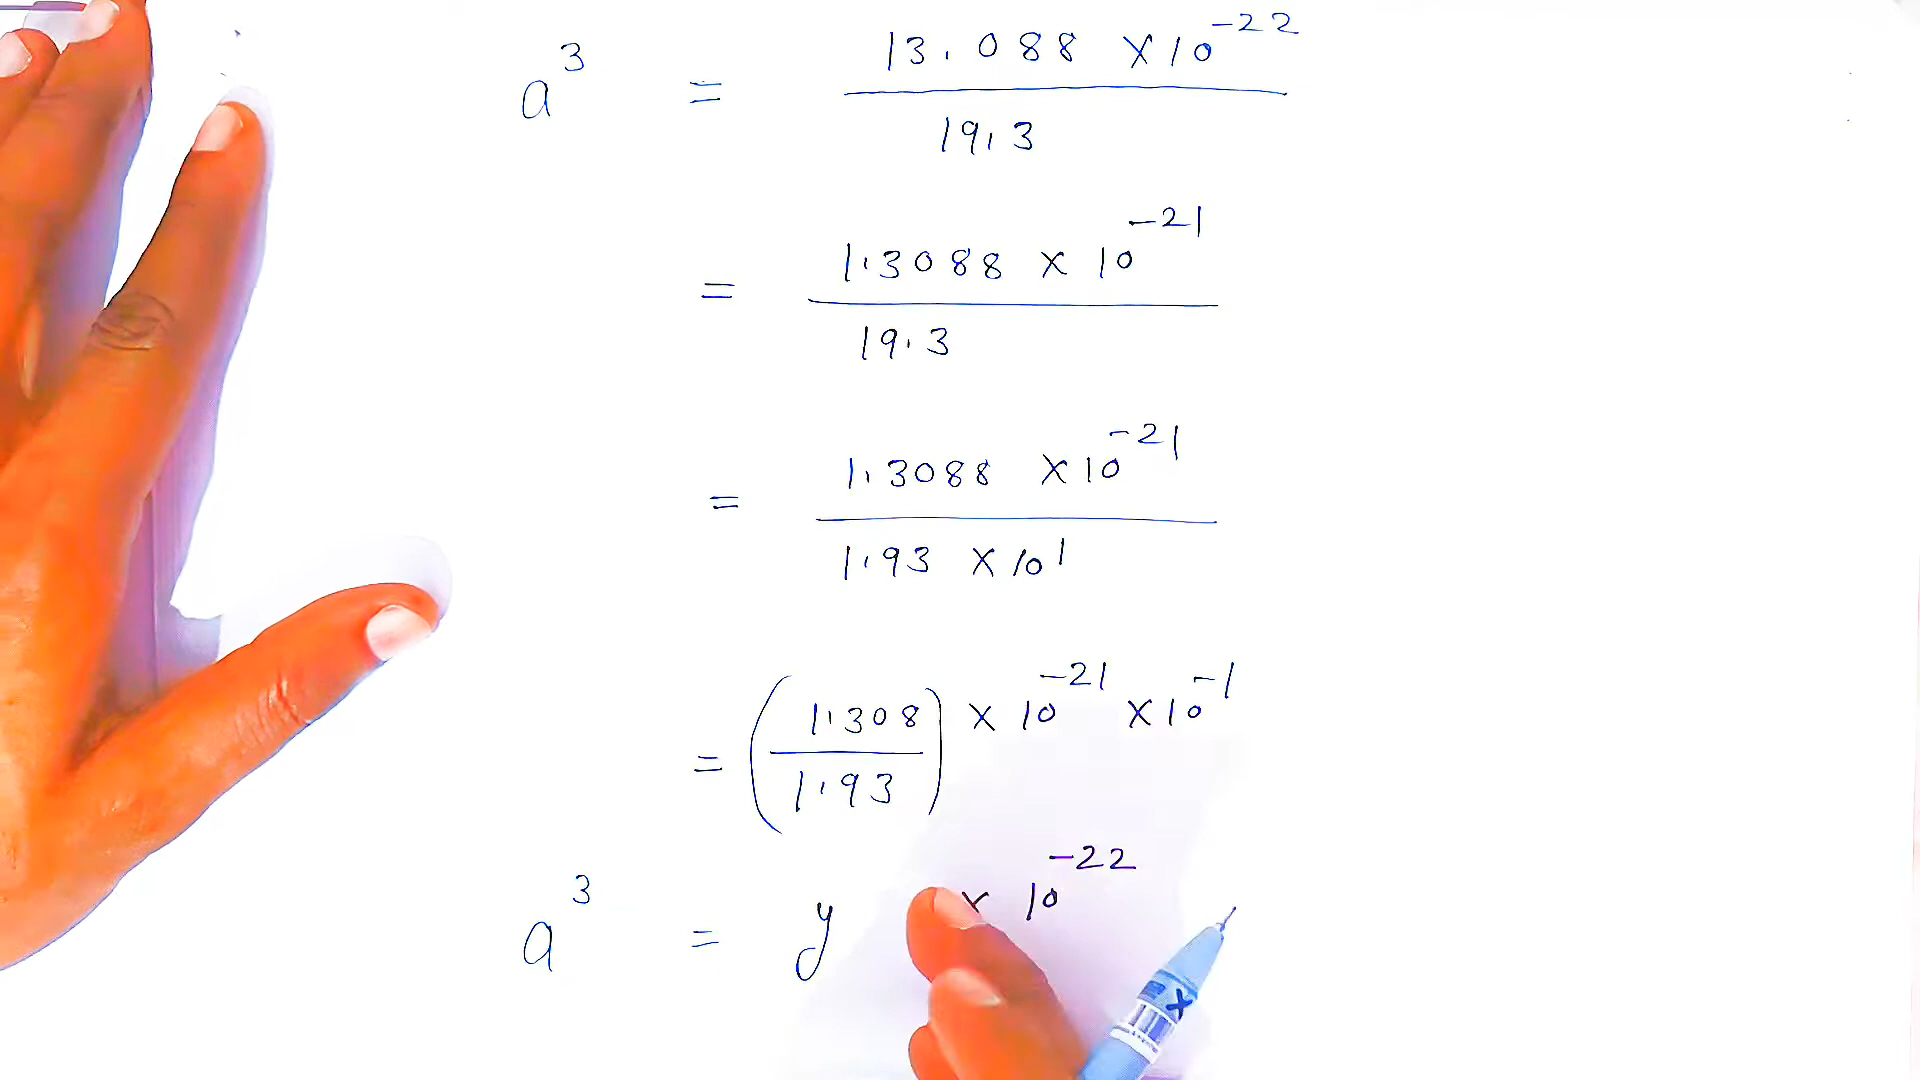 a³ = 13.088 × 10⁻²² / 19.3
= 1.3088 × 10⁻²¹ / 19.3
= 1.3088 × 10⁻²¹ / 1.93 × 10¹
= (1.308 / 1.93) × 10⁻²¹ × 10⁻¹
a³ = y × 10⁻²²